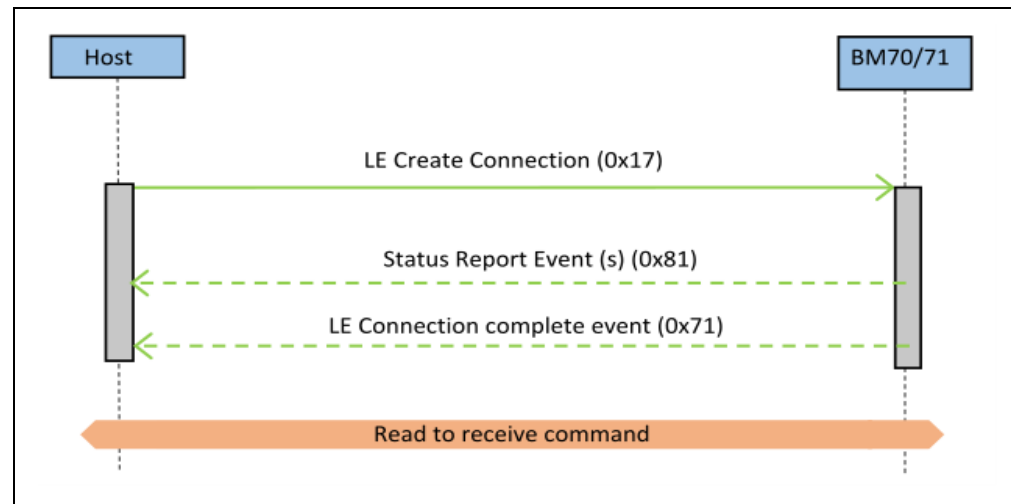 Host
BM70/71
LE Create Connection (0x17)
Status Report Event (s) (0x81)
LE Connection complete event (0x71)
Read to receive command